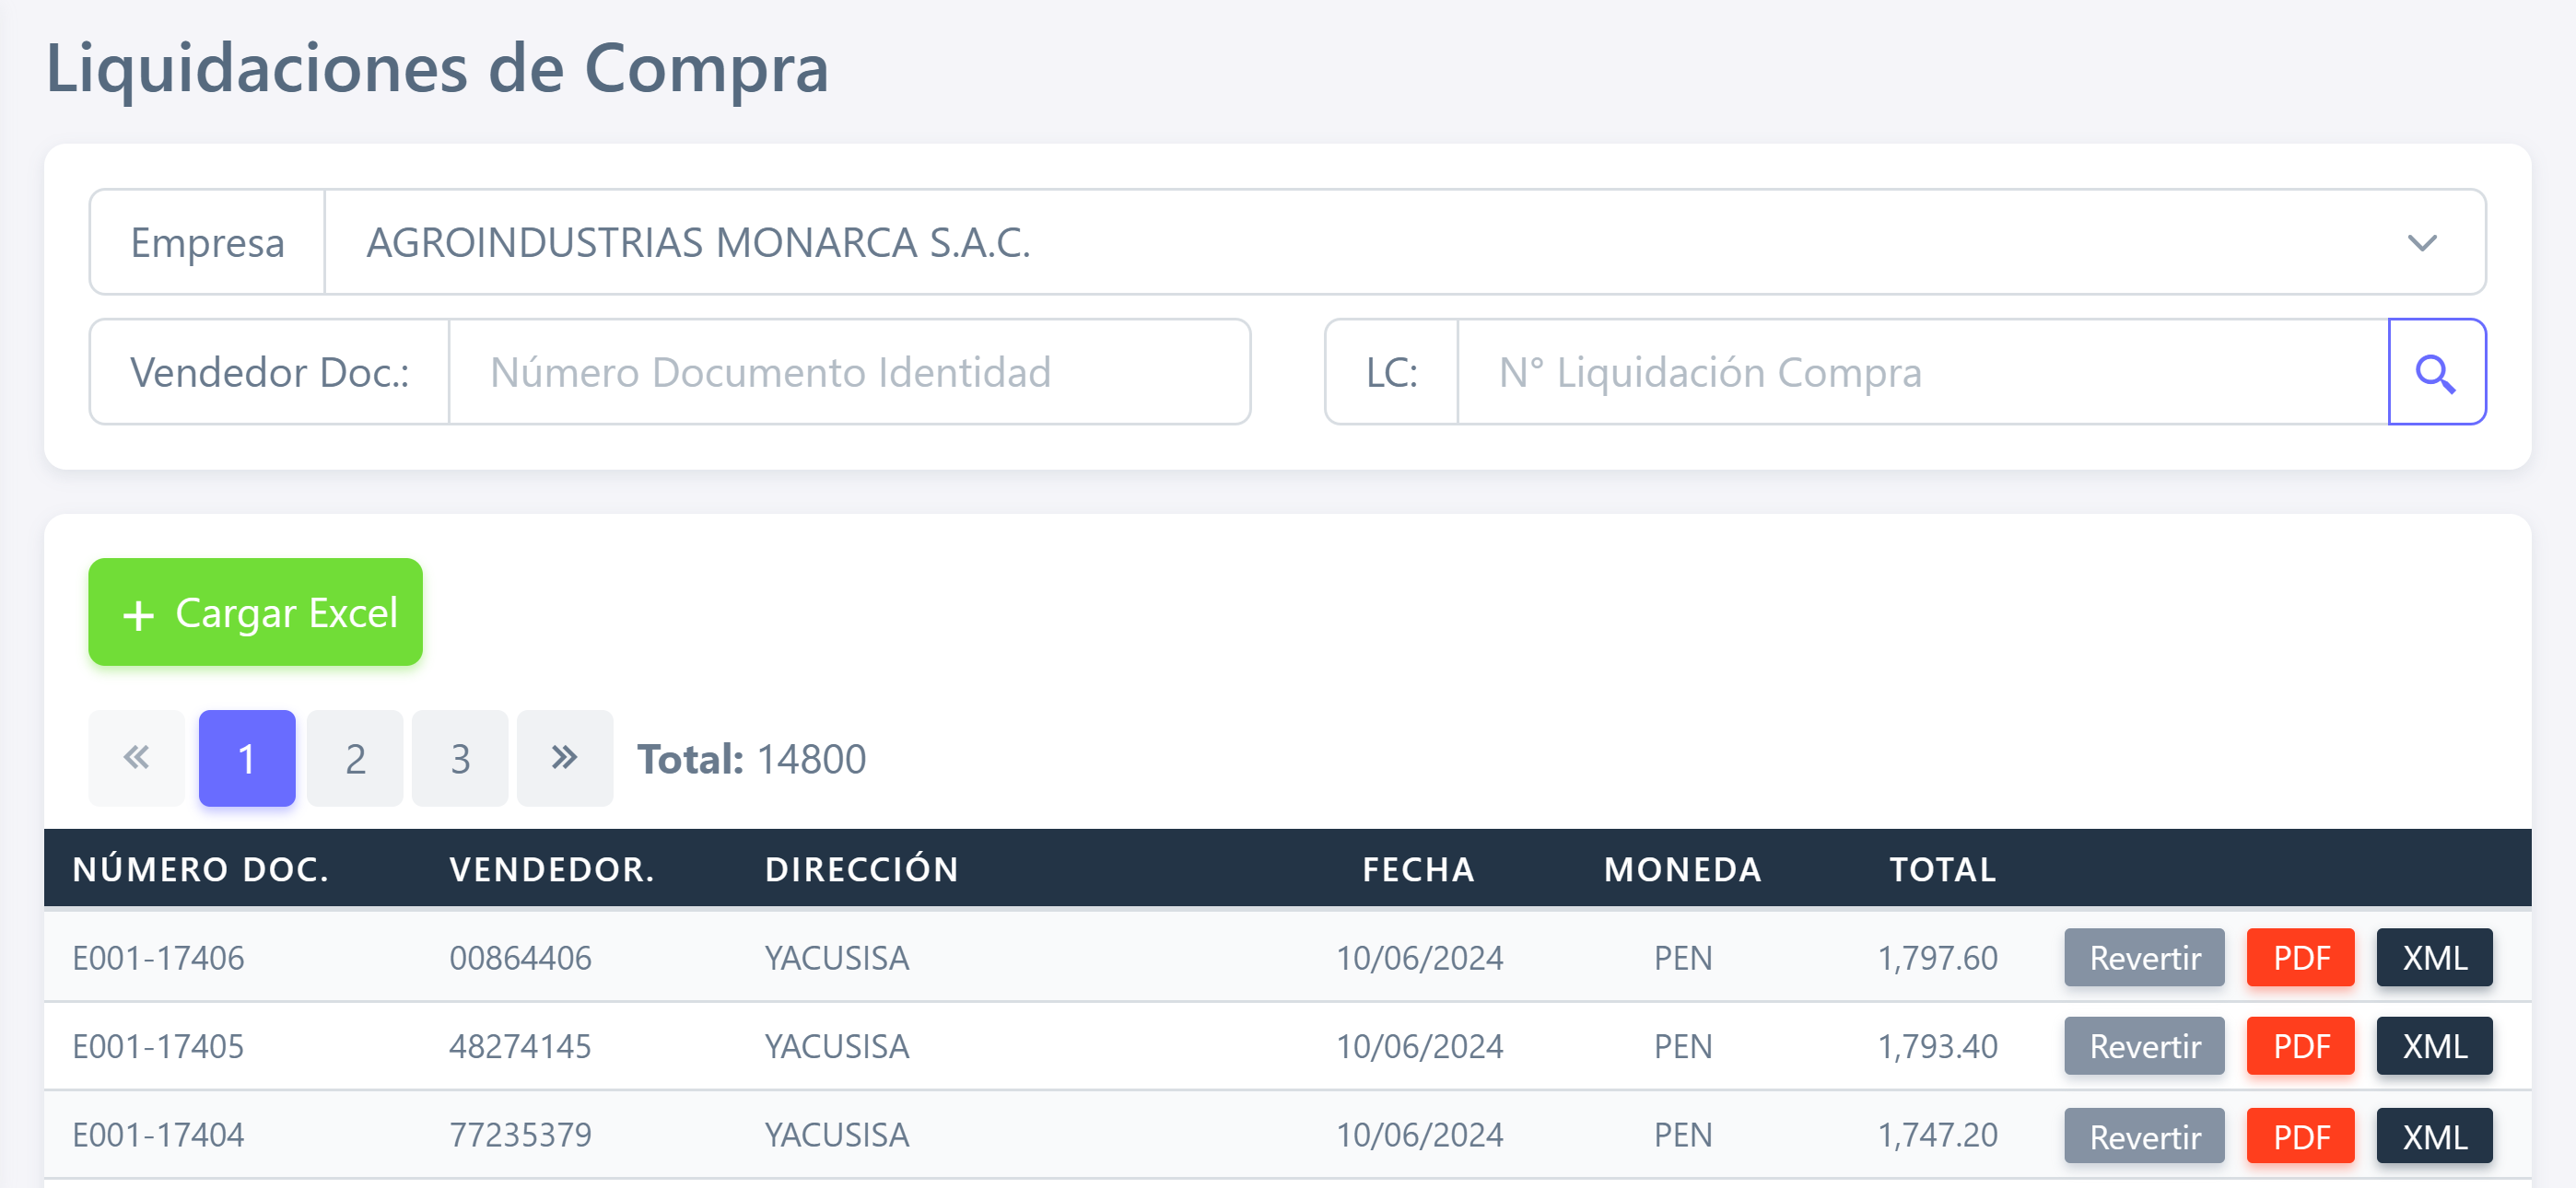 Liquidaciones de Compra
Empresa AGROINDUSTRIAS MONARCA S.A.C.
Vendedor Doc.: Número Documento Identidad LC: N° Liquidación Compra
+ Cargar Excel
« 1 2 3 » Total: 14800
NÚMERO DOC. VENDEDOR. DIRECCIÓN FECHA MONEDA TOTAL
E001-17406 00864406 YACUSISA 10/06/2024 PEN 1,797.60 Revertir PDF XML
E001-17405 48274145 YACUSISA 10/06/2024 PEN 1,793.40 Revertir PDF XML
E001-17404 77235379 YACUSISA 10/06/2024 PEN 1,747.20 Revertir PDF XML